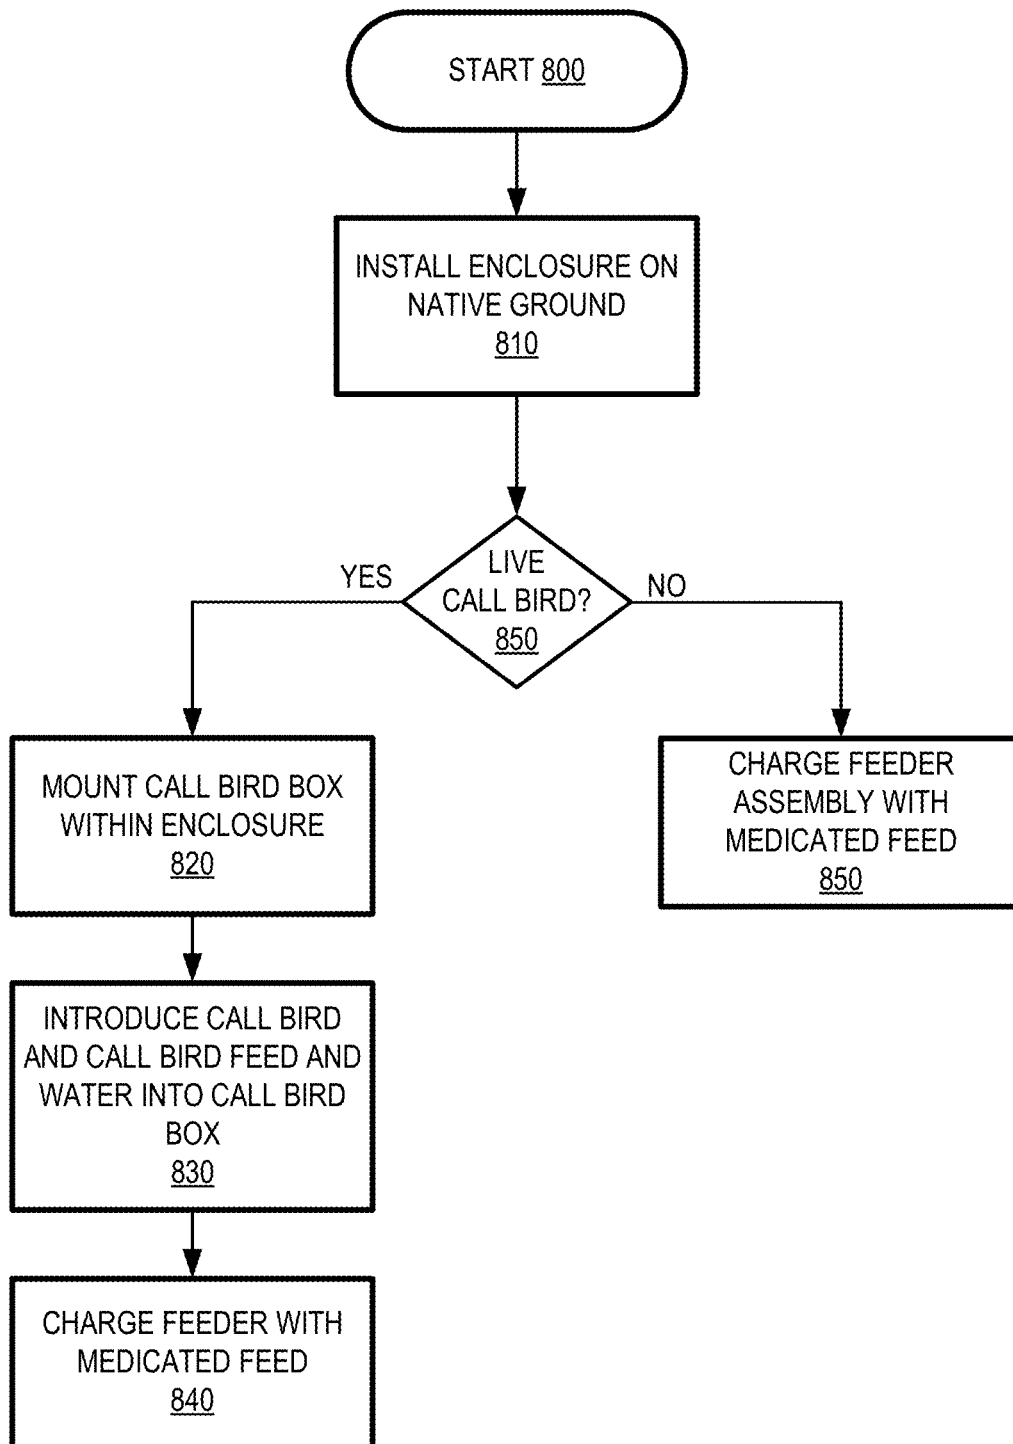 START 800
INSTALL ENCLOSURE ON
NATIVE GROUND
810
LIVE
CALL BIRD?
850
YES
NO
MOUNT CALL BIRD BOX
WITHIN ENCLOSURE
820
CHARGE FEEDER
ASSEMBLY WITH
MEDICATED FEED
850
INTRODUCE CALL BIRD
AND CALL BIRD FEED AND
WATER INTO CALL BIRD
BOX
830
CHARGE FEEDER WITH
MEDICATED FEED
840